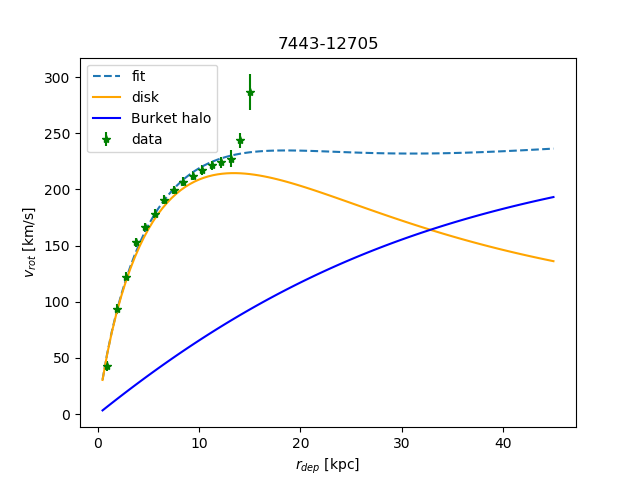 7443-12705
fit
disk
Burket halo
data
300
250
200
150
100
50
0
v_rot [km/s]
0 10 20 30 40
r_dep [kpc]